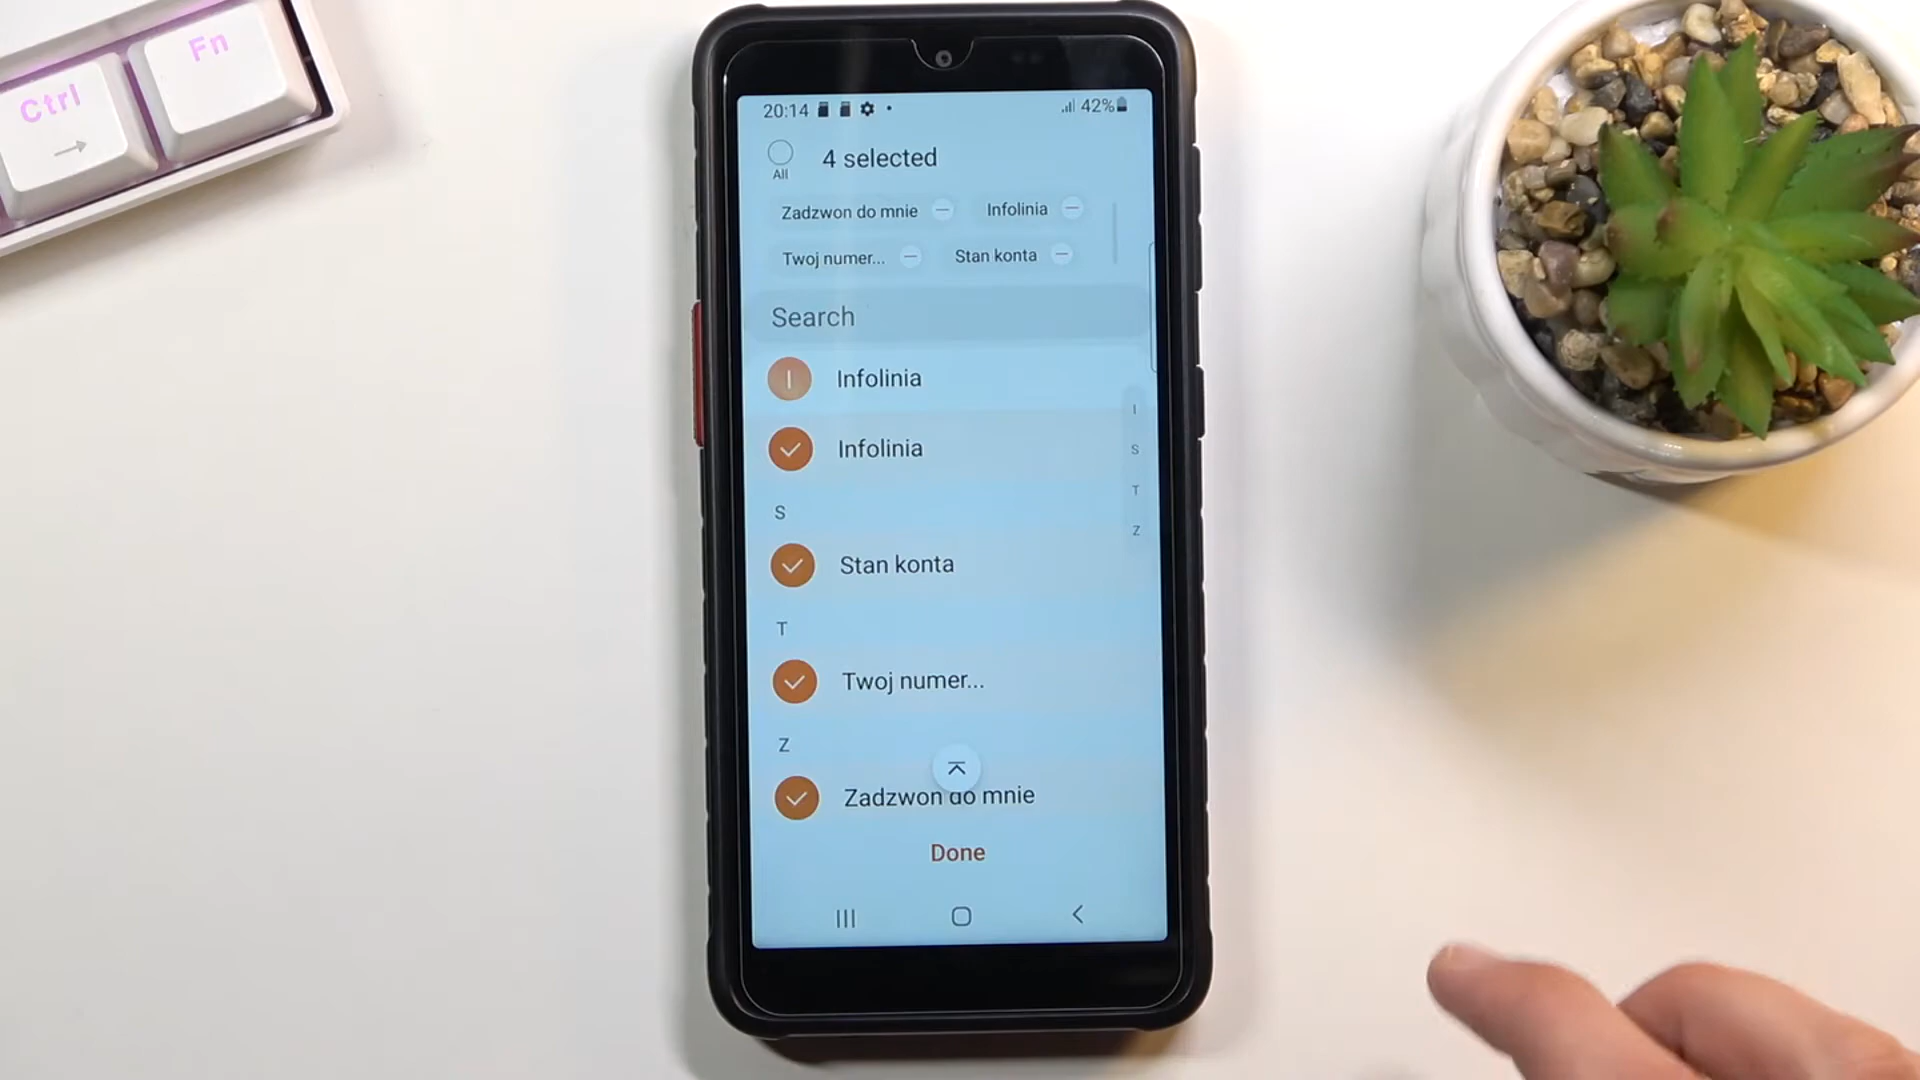 Ctrl
Fn
20:14
42%
All
4 selected
Zadzwon do mnie
Infolinia
Twoj numer...
Stan konta
Search
I
Infolinia
Infolinia
S
Stan konta
T
Twoj numer...
Z
Zadzwon do mnie
I
S
T
Z
Done